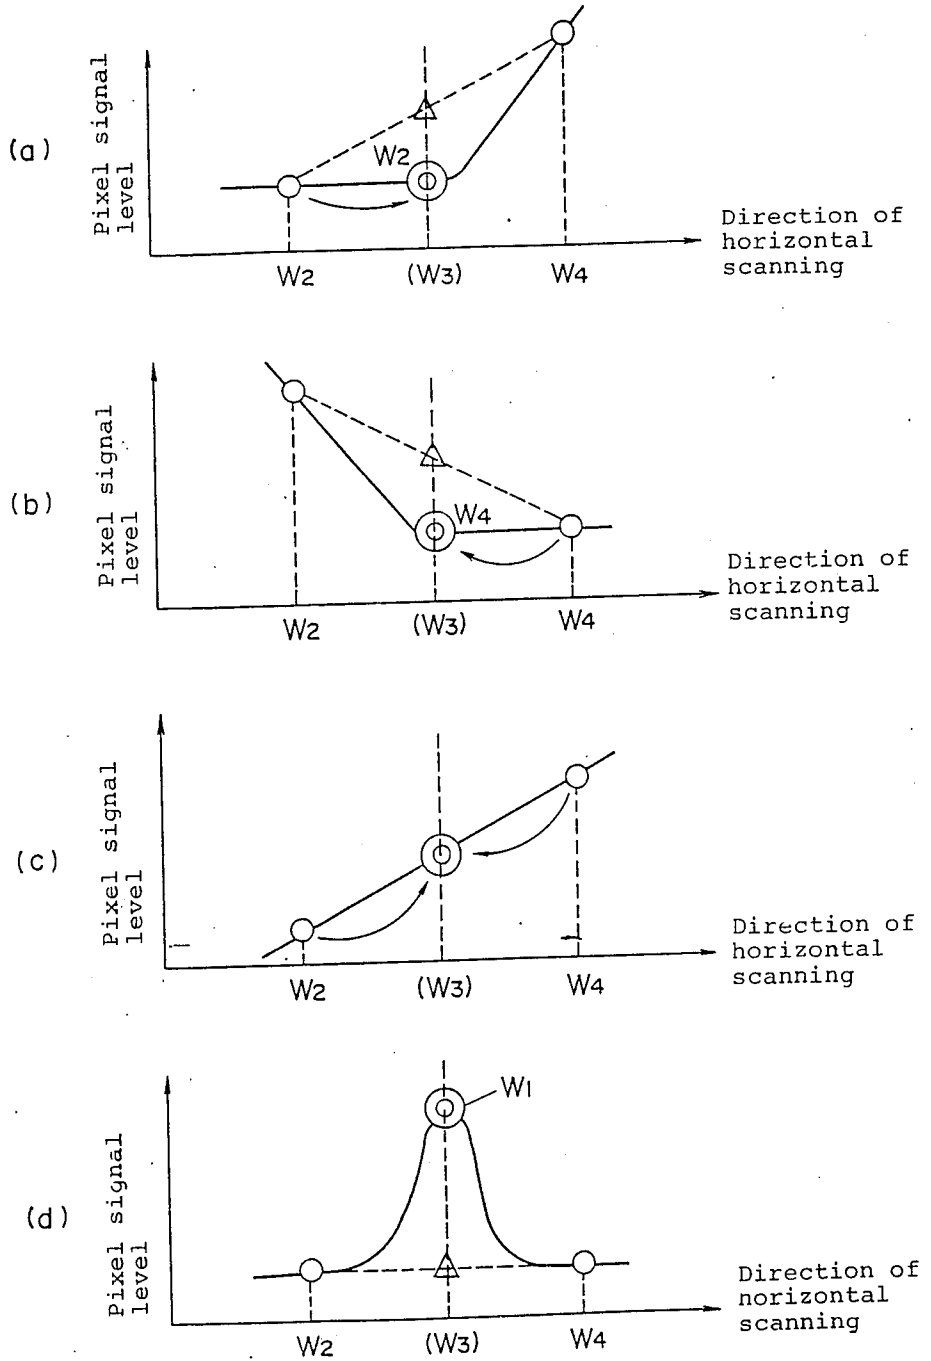 (a)
Pixel signal
level
W2
Direction of
horizontal
scanning
W2
(W3)
W4
(b)
Pixel signal
level
W4
Direction of
horizontal
scanning
W2
(W3)
W4
(c)
Pixel signal
level
Direction of
horizontal
scanning
W2
(W3)
W4
(d)
Pixel signal
level
W1
Direction of
norizontal
scanning
W2
(W3)
W4